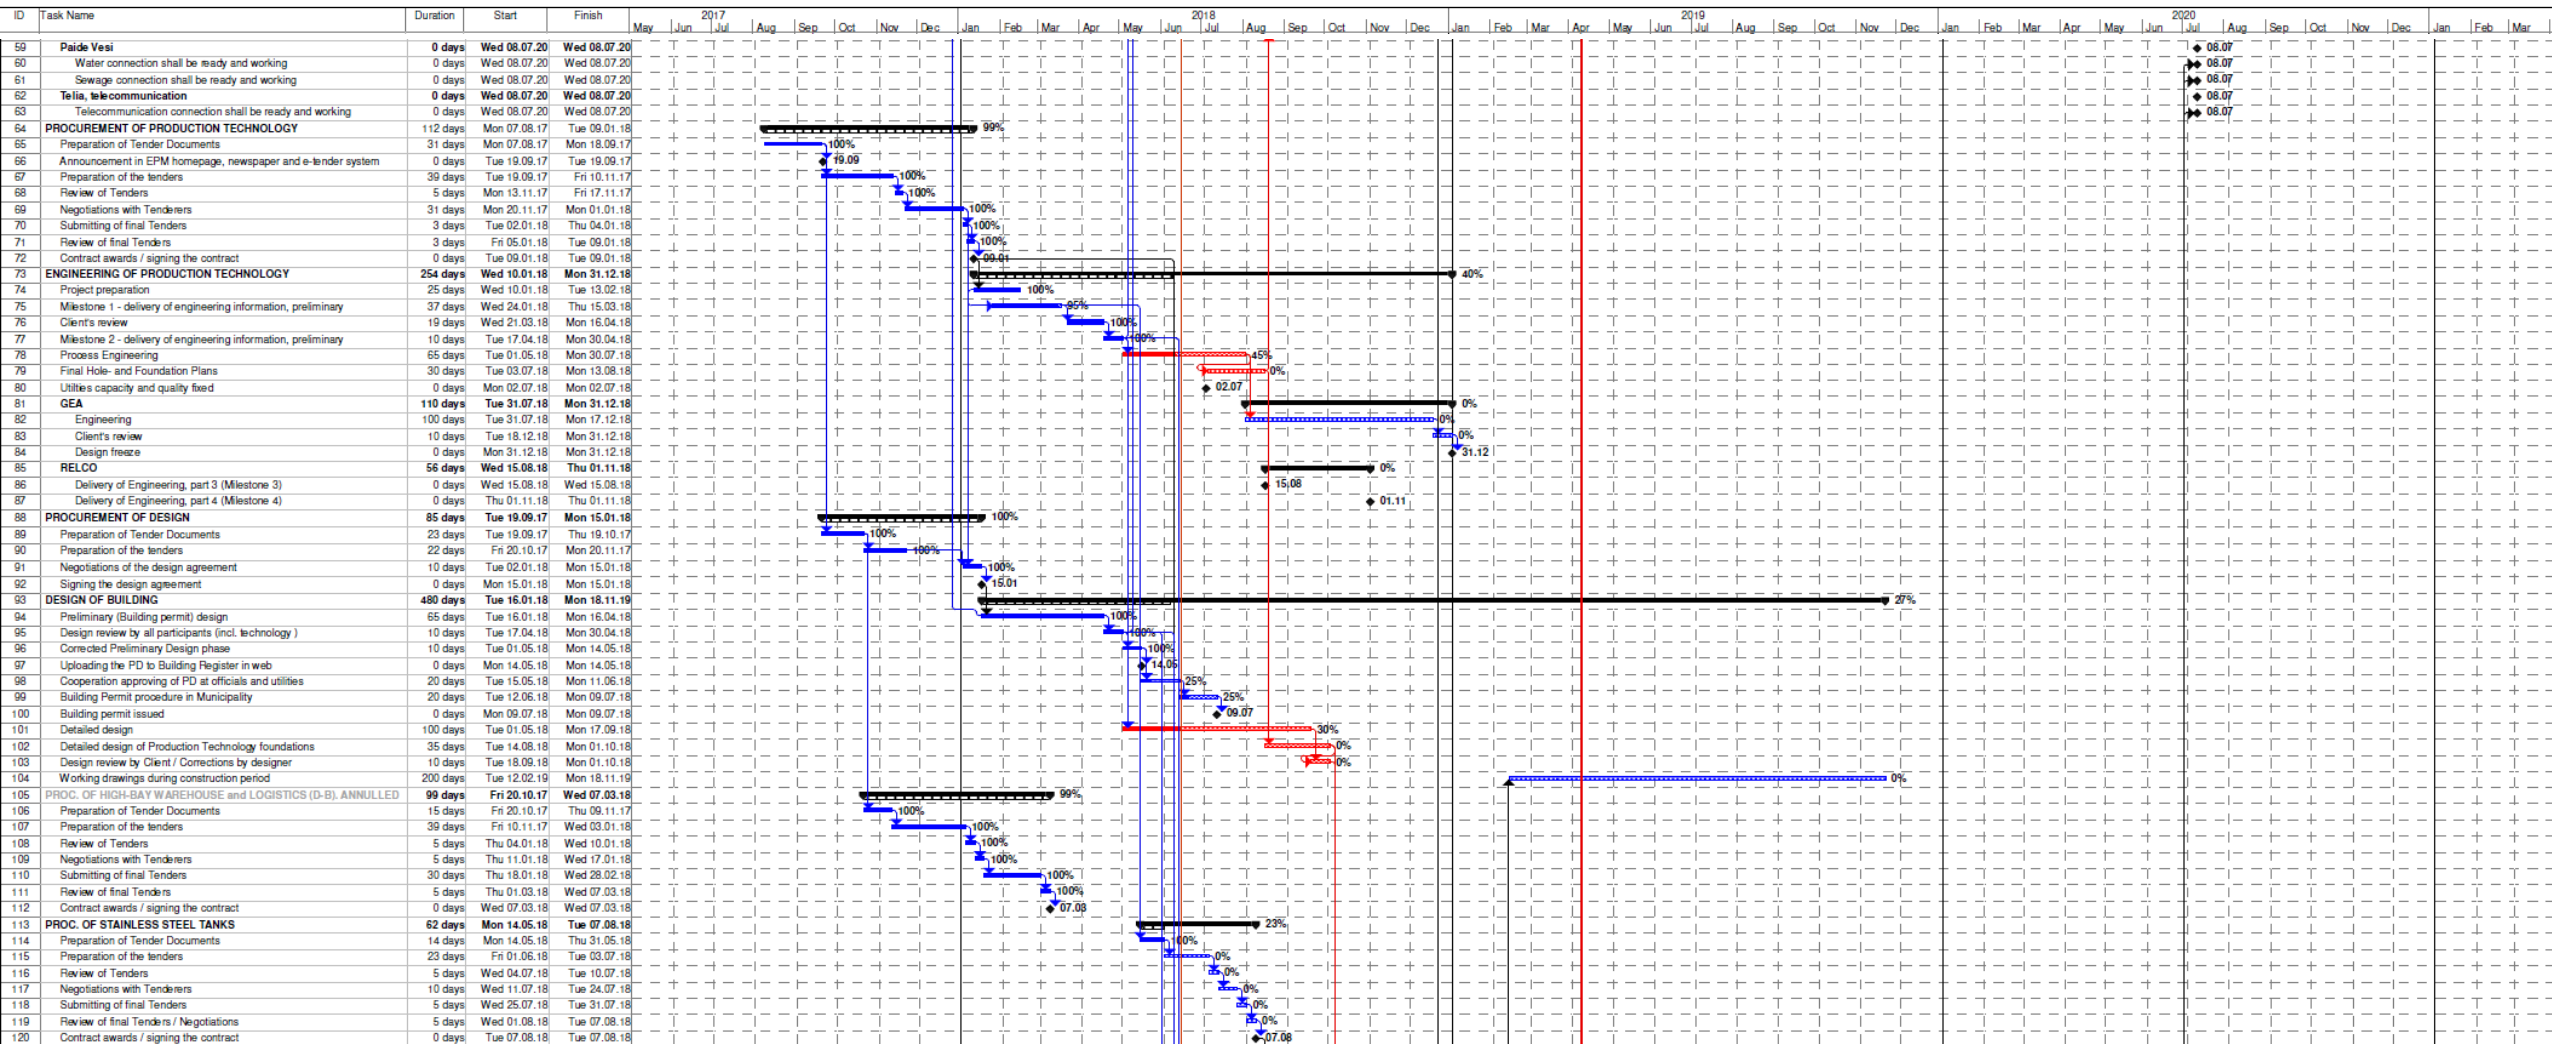 2017 2018 2019 2020
ID Task Name Duration Start Finish May Jun Jul Aug Sep Oct Nov Dec Jan Feb Mar Apr May Jun Jul Aug Sep Oct Nov Dec Jan Feb Mar Apr May Jun Jul Aug Sep Oct Nov Dec Jan Feb Mar Apr May Jun Jul Aug Sep Oct Nov Dec Jan Feb Mar
59 Paide Vesi 0 days Wed 08.07.20 Wed 08.07.20 08.07
60 Water connection shall be ready and working 0 days Wed 08.07.20 Wed 08.07.20 08.07
61 Sewage connection shall be ready and working 0 days Wed 08.07.20 Wed 08.07.20 08.07
62 Telia, telecommunication 0 days Wed 08.07.20 Wed 08.07.20 08.07
63 Telecommunication connection shall be ready and working 0 days Wed 08.07.20 Wed 08.07.20 08.07
64 PROCUREMENT OF PRODUCTION TECHNOLOGY 112 days Mon 07.08.17 Tue 09.01.18 99%
65 Preparation of Tender Documents 31 days Mon 07.08.17 Mon 18.09.17 100%
66 Announcement in EPM homepage, newspaper and e-tender system 0 days Tue 19.09.17 Tue 19.09.17 19.09
67 Preparation of the tenders 39 days Tue 19.09.17 Fri 10.11.17 100%
68 Review of Tenders 5 days Mon 13.11.17 Fri 17.11.17 100%
69 Negotiations with Tenderers 31 days Mon 20.11.17 Mon 01.01.18 100%
70 Submitting of final Tenders 3 days Tue 02.01.18 Thu 04.01.18 100%
71 Review of final Tenders 3 days Fri 05.01.18 Tue 09.01.18 100%
72 Contract awards / signing the contract 0 days Tue 09.01.18 Tue 09.01.18 09.01
73 ENGINEERING OF PRODUCTION TECHNOLOGY 254 days Wed 10.01.18 Mon 31.12.18 40%
74 Project preparation 25 days Wed 10.01.18 Tue 13.02.18 100%
75 Milestone 1 - delivery of engineering information, preliminary 37 days Wed 24.01.18 Thu 15.03.18 95%
76 Client's review 19 days Wed 21.03.18 Mon 16.04.18 100%
77 Milestone 2 - delivery of engineering information, preliminary 10 days Tue 17.04.18 Mon 30.04.18 100%
78 Process Engineering 65 days Tue 01.05.18 Mon 30.07.18 45%
79 Final Hole- and Foundation Plans 30 days Tue 03.07.18 Mon 13.08.18 0%
80 Utilties capacity and quality fixed 0 days Mon 02.07.18 Mon 02.07.18 02.07
81 GEA 110 days Tue 31.07.18 Mon 31.12.18 0%
82 Engineering 100 days Tue 31.07.18 Mon 17.12.18 0%
83 Client's review 10 days Tue 18.12.18 Mon 31.12.18 0%
84 Design freeze 0 days Mon 31.12.18 Mon 31.12.18 31.12
85 RELCO 56 days Wed 15.08.18 Thu 01.11.18 0%
86 Delivery of Engineering, part 3 (Milestone 3) 0 days Wed 15.08.18 Wed 15.08.18 15.08
87 Delivery of Engineering, part 4 (Milestone 4) 0 days Thu 01.11.18 Thu 01.11.18 01.11
88 PROCUREMENT OF DESIGN 85 days Tue 19.09.17 Mon 15.01.18 100%
89 Preparation of Tender Documents 23 days Tue 19.09.17 Thu 19.10.17 100%
90 Preparation of the tenders 22 days Fri 20.10.17 Mon 20.11.17 100%
91 Negotiations of the design agreement 10 days Tue 02.01.18 Mon 15.01.18 100%
92 Signing the design agreement 0 days Mon 15.01.18 Mon 15.01.18 15.01
93 DESIGN OF BUILDING 480 days Tue 16.01.18 Mon 18.11.19 27%
94 Preliminary (Building permit) design 65 days Tue 16.01.18 Mon 16.04.18 100%
95 Design review by all participants (incl. technology ) 10 days Tue 17.04.18 Mon 30.04.18 100%
96 Corrected Preliminary Design phase 10 days Tue 01.05.18 Mon 14.05.18 100%
97 Uploading the PD to Building Register in web 0 days Mon 14.05.18 Mon 14.05.18 14.05
98 Cooperation approving of PD at officials and utilities 20 days Tue 15.05.18 Mon 11.06.18 25%
99 Building Permit procedure in Municipality 20 days Tue 12.06.18 Mon 09.07.18 25%
100 Building permit issued 0 days Mon 09.07.18 Mon 09.07.18 09.07
101 Detailed design 100 days Tue 01.05.18 Mon 17.09.18 30%
102 Detailed design of Production Technology foundations 35 days Tue 14.08.18 Mon 01.10.18 0%
103 Design review by Client / Corrections by designer 10 days Tue 18.09.18 Mon 01.10.18 0%
104 Working drawings during construction period 200 days Tue 12.02.19 Mon 18.11.19 0%
105 PROC. OF HIGH-BAY WAREHOUSE and LOGISTICS (D-B). ANNULLED 99 days Fri 20.10.17 Wed 07.03.18 99%
106 Preparation of Tender Documents 15 days Fri 20.10.17 Thu 09.11.17 100%
107 Preparation of the tenders 39 days Fri 10.11.17 Wed 03.01.18 100%
108 Review of Tenders 5 days Thu 04.01.18 Wed 10.01.18 100%
109 Negotiations with Tenderers 5 days Thu 11.01.18 Wed 17.01.18 100%
110 Submitting of final Tenders 30 days Thu 18.01.18 Wed 28.02.18 100%
111 Review of final Tenders 5 days Thu 01.03.18 Wed 07.03.18 100%
112 Contract awards / signing the contract 0 days Wed 07.03.18 Wed 07.03.18 07.03
113 PROC. OF STAINLESS STEEL TANKS 62 days Mon 14.05.18 Tue 07.08.18 23%
114 Preparation of Tender Documents 14 days Mon 14.05.18 Thu 31.05.18 100%
115 Preparation of the tenders 23 days Fri 01.06.18 Tue 03.07.18 0%
116 Review of Tenders 5 days Wed 04.07.18 Tue 10.07.18 0%
117 Negotiations with Tenderers 10 days Wed 11.07.18 Tue 24.07.18 0%
118 Submitting of final Tenders 5 days Wed 25.07.18 Tue 31.07.18 0%
119 Review of final Tenders / Negotiations 5 days Wed 01.08.18 Tue 07.08.18 0%
120 Contract awards / signing the contract 0 days Tue 07.08.18 Tue 07.08.18 07.08